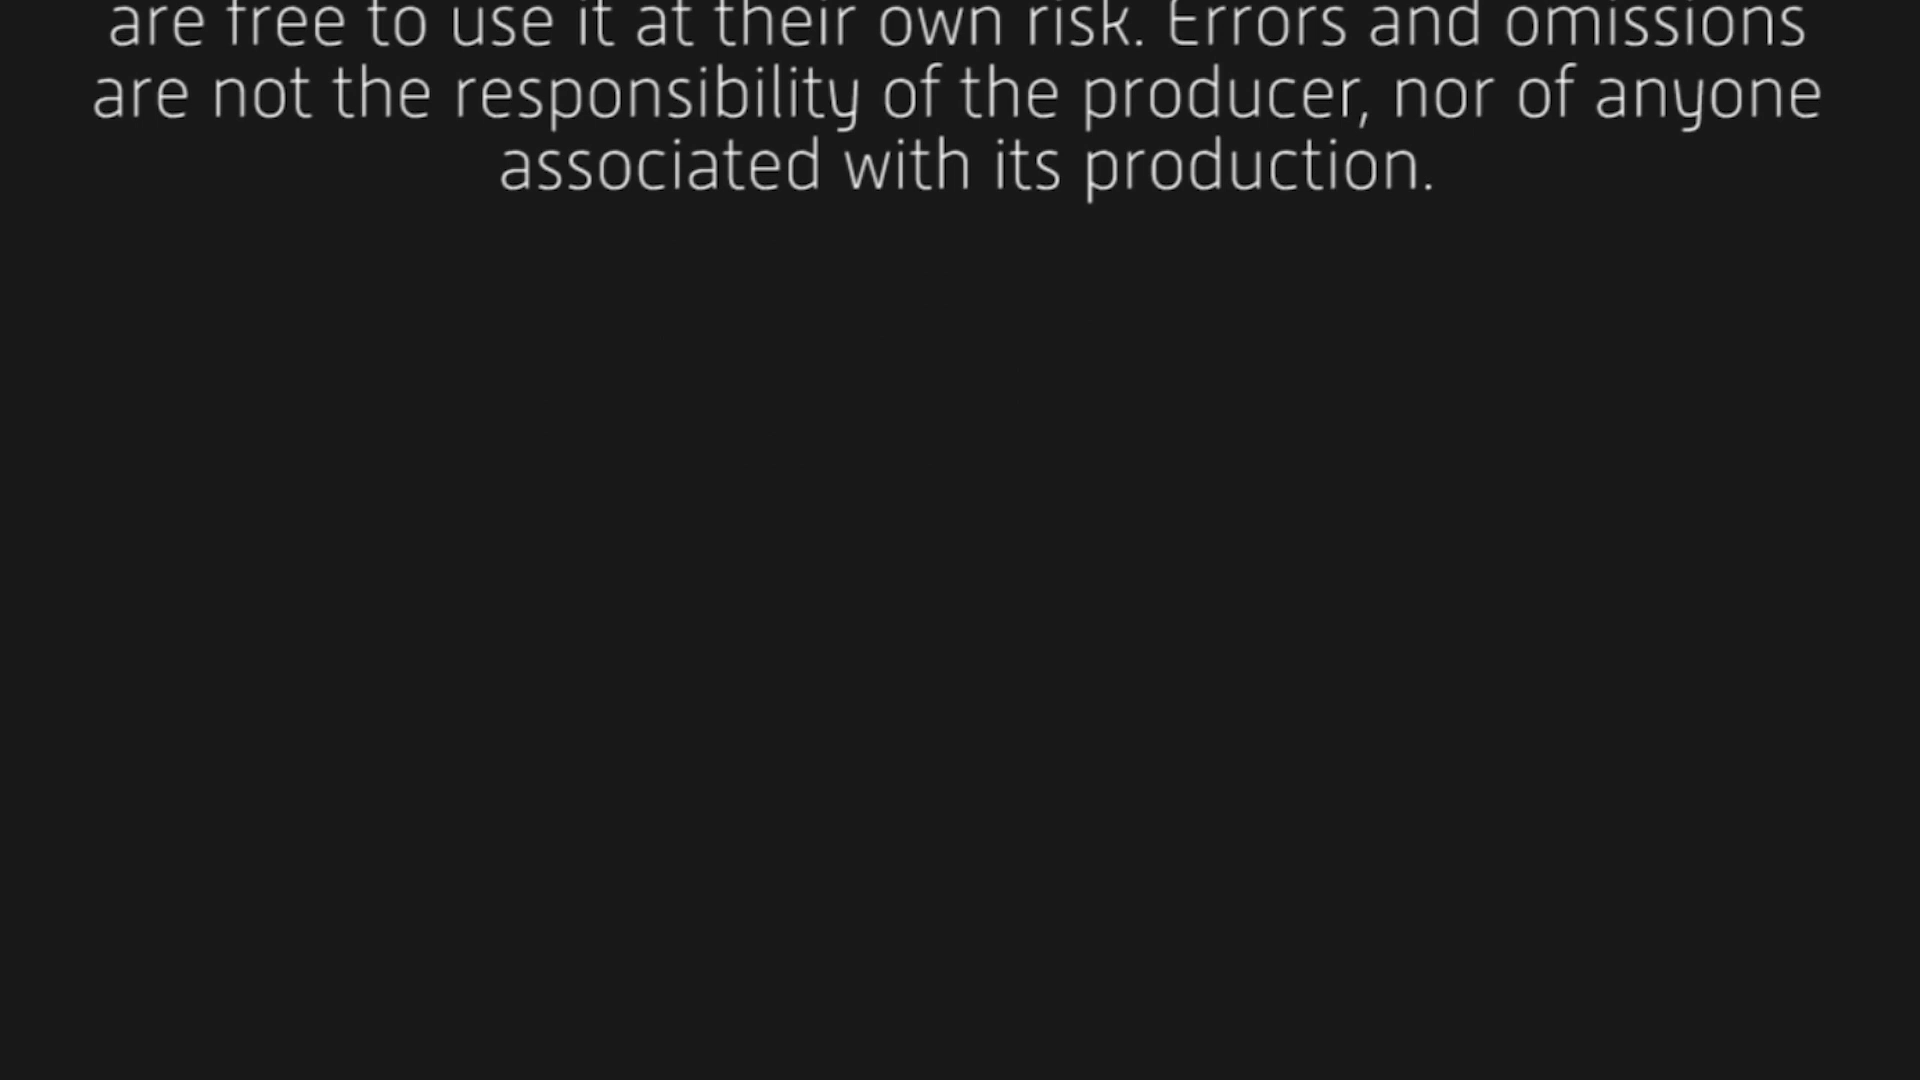 are free to use it at their own risk. Errors and omissions
are not the responsibility of the producer, nor of anyone
associated with its production.